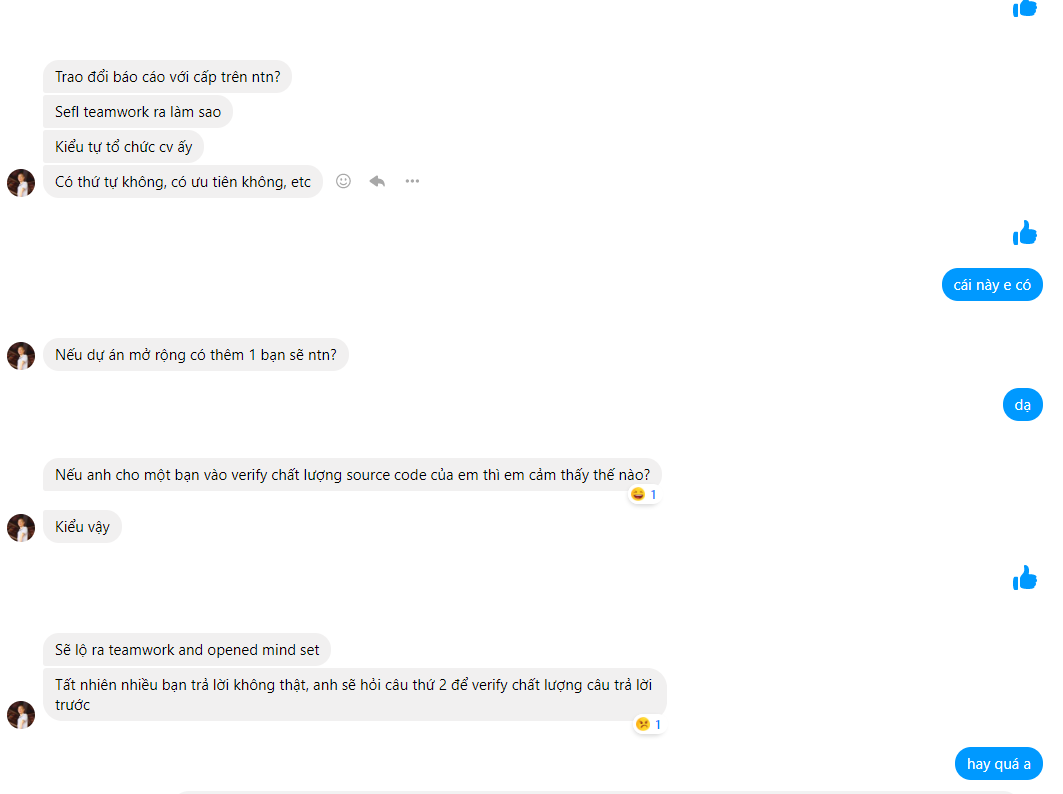 Trao đổi báo cáo với cấp trên ntn?
Sefl teamwork ra làm sao
Kiểu tự tổ chức cv ấy
Có thứ tự không, có ưu tiên không, etc
cái này e có
Nếu dự án mở rộng có thêm 1 bạn sẽ ntn?
dạ
Nếu anh cho một bạn vào verify chất lượng source code của em thì em cảm thấy thế nào?
1
Kiểu vậy
Sẽ lộ ra teamwork and opened mind set
Tất nhiên nhiều bạn trả lời không thật, anh sẽ hỏi câu thứ 2 để verify chất lượng câu trả lời
trước
1
hay quá a